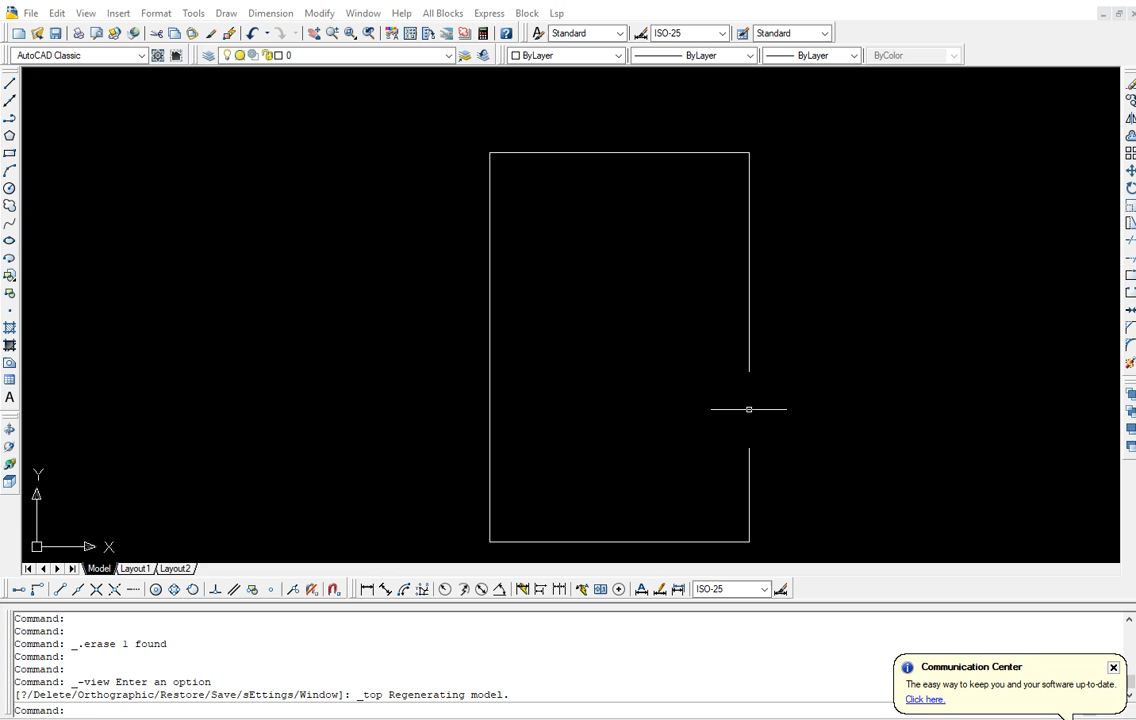 File Edit View Insert Format Tools Draw Dimension Modify Window Help All Blocks Express Block Lsp
Standard ISO-25 Standard
AutoCAD Classic 0 ByLayer ByLayer ByLayer ByColor
A
Y
X
Model Layout1 Layout2
ISO-25
Command:
Command:
Command: _.erase 1 found
Command:
Command:
Command: _-view Enter an option
[?/Delete/Orthographic/Restore/Save/sEttings/Window]: _top Regenerating model.
Command:
Communication Center
The easy way to keep you and your software up-to-date.
Click here.